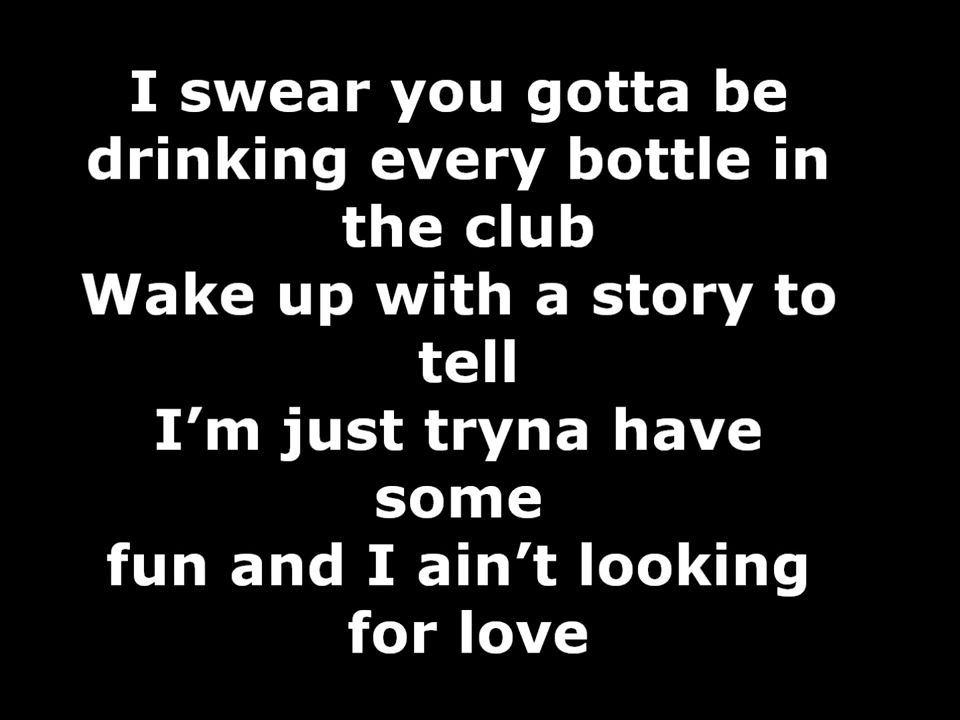 I swear you gotta be
drinking every bottle in
the club
Wake up with a story to
tell
I’m just tryna have
some
fun and I ain’t looking
for love